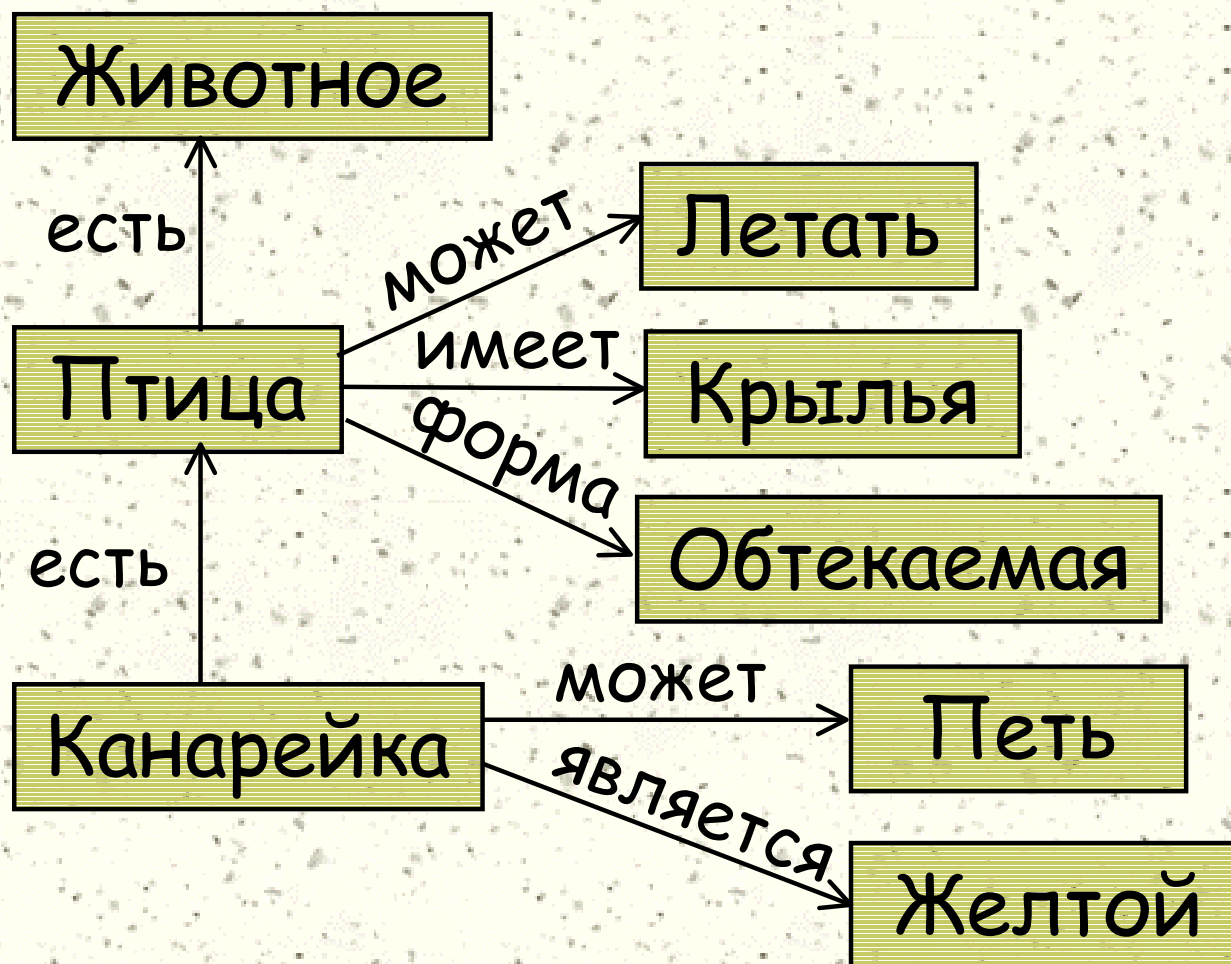 Животное
есть
может
Летать
Птица
имеет
Крылья
форма
Обтекаемая
есть
Канарейка
может
Петь
является
Желтой